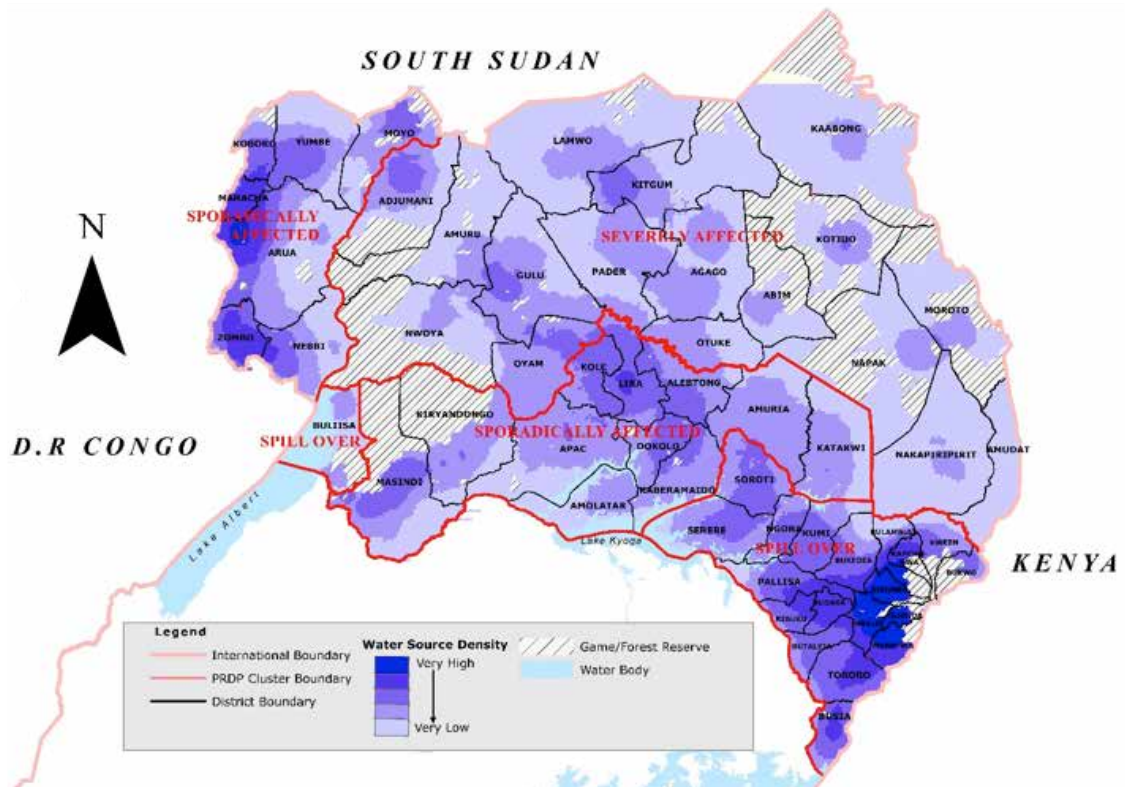 SOUTH SUDAN
KAABONG
MOYO
LAMWO
KOBOKO
YUMBE
KITGUM
MARACHA
ADJUMANI
SPORADICALLY
AFFECTED
N
AMURU
SEVERLY AFFECTED
KOTIDO
ARUA
GULU
PADER
AGAGO
ABIM
MOROTO
NWOYA
ZOMBO
NEBBI
OTUKE
OYAM
KOLE
NAPAK
LIRA
ALEBTONG
KIRYANDONGO
AMURIA
BULIISA
D.R CONGO
SPILL OVER
SPORADICALLY AFFECTED
APAC
DOKOLO
KATAKWI
NAKAPIRIPIRIT
AMUDAT
MASINDI
SOROTI
KABERAMAIDO
AMOLATAR
Lake Albert
SERERE
NGORA
KUMI
Lake Kyoga
SPILL OVER
BUKEDEA
KWEEN
BUKWO
KENYA
PALLISA
KIBUKU
BUTALEJA
TORORO
BUSIA
Legend
International Boundary
PRDP Cluster Boundary
District Boundary
Water Source Density
Very High
Very Low
Game/Forest Reserve
Water Body